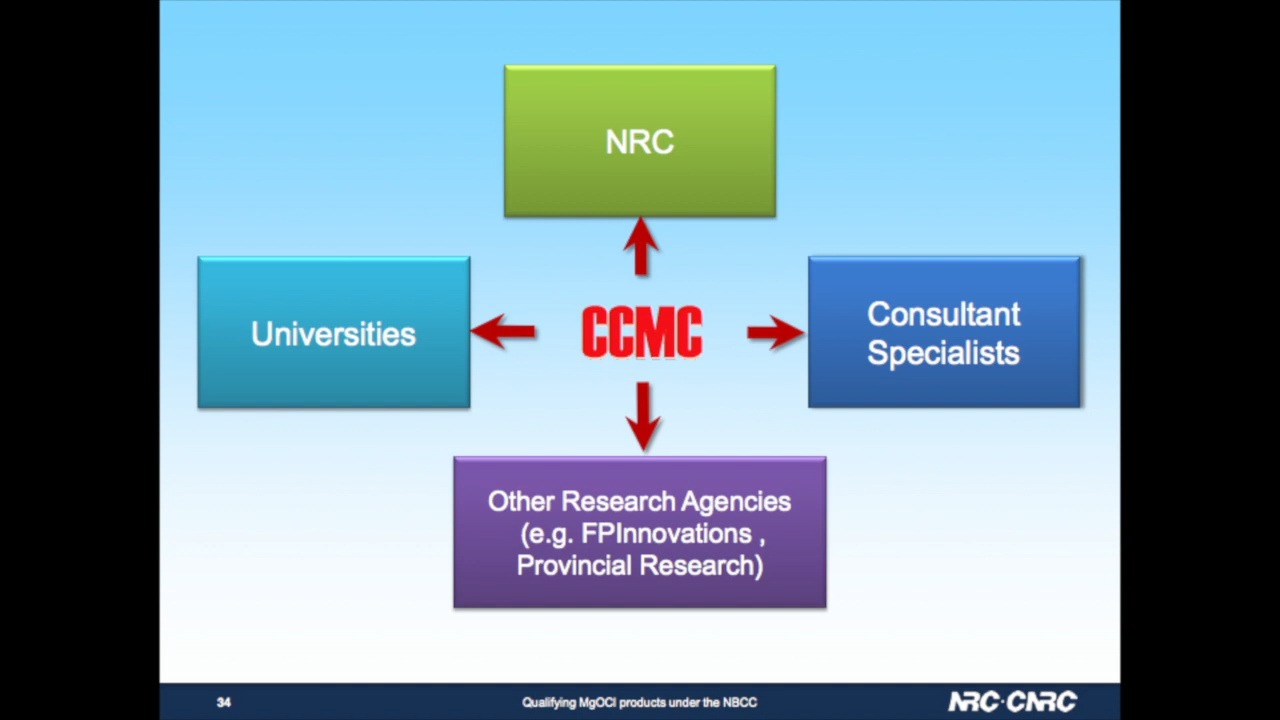 NRC
Universities
CCMC
Consultant
Specialists
Other Research Agencies
(e.g. FPInnovations ,
Provincial Research)
34
Qualifying MgOCl products under the NBCC
NRC·CNRC